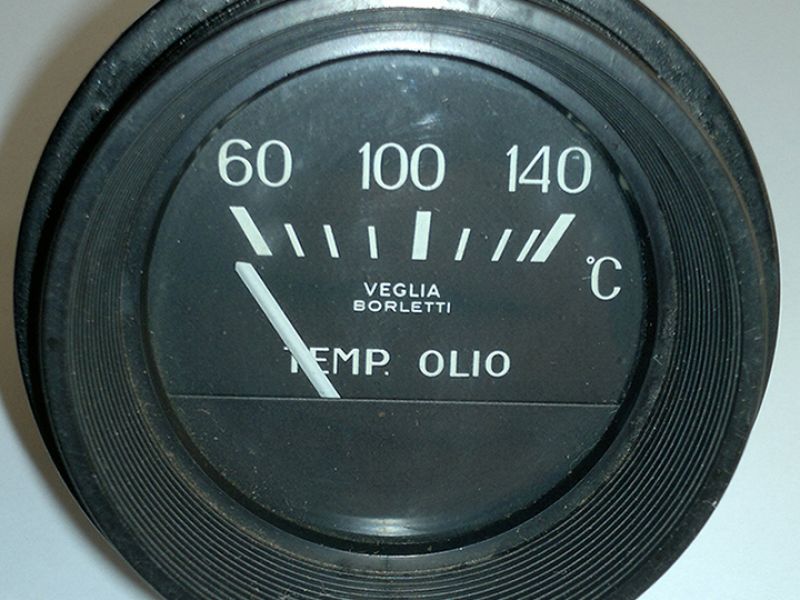 60 100 140
°C
VEGLIA
BORLETTI
TEMP. OLIO